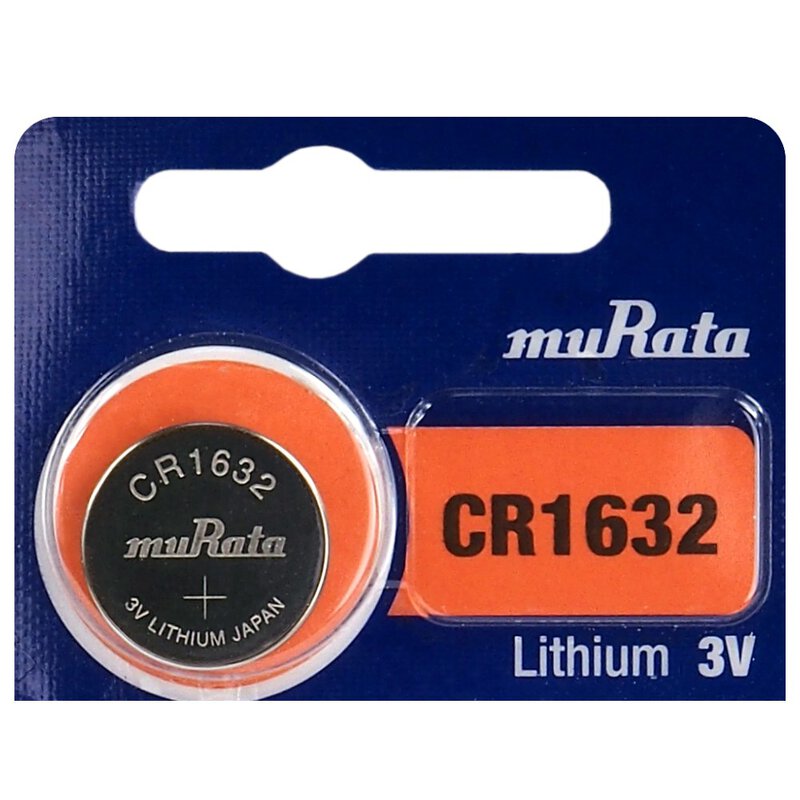 muRata
CR1632
Lithium 3V
CR1632
muRata
+
3V LITHIUM JAPAN